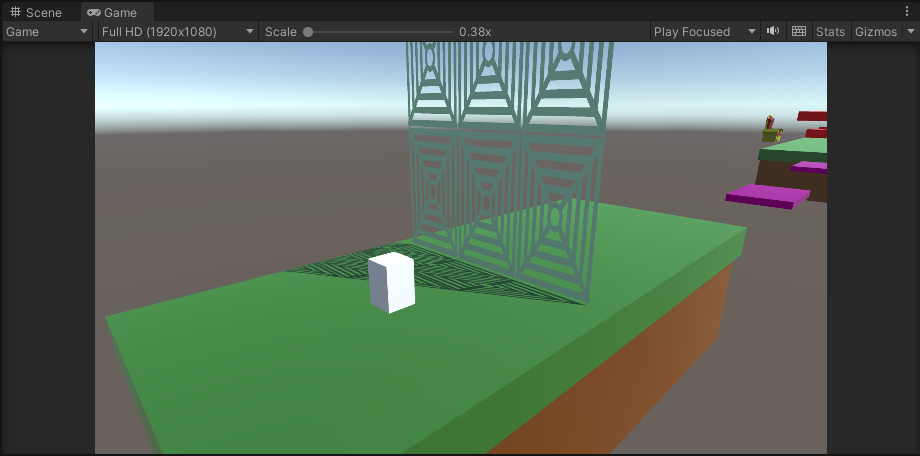 Scene Game
Game Full HD (1920x1080) Scale 0.38x Play Focused Stats Gizmos